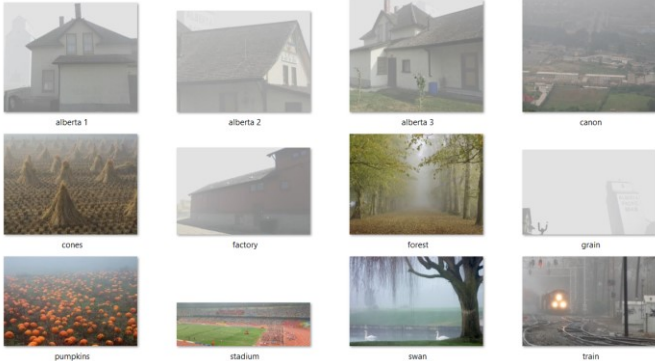 alberta 1
alberta 2
alberta 3
canon
cones
factory
forest
grain
pumpkins
stadium
swan
train